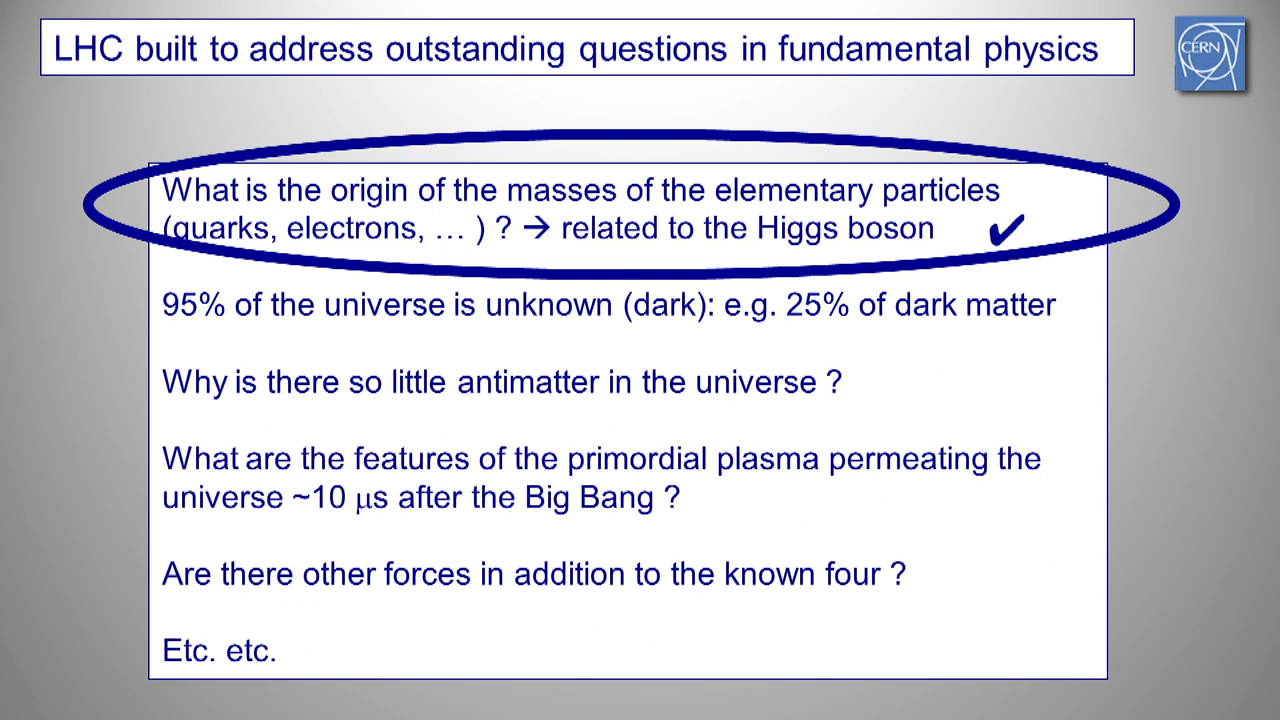 LHC built to address outstanding questions in fundamental physics
CERN
What is the origin of the masses of the elementary particles
(quarks, electrons, … ) ? → related to the Higgs boson ✔
95% of the universe is unknown (dark): e.g. 25% of dark matter
Why is there so little antimatter in the universe ?
What are the features of the primordial plasma permeating the
universe ~10 μs after the Big Bang ?
Are there other forces in addition to the known four ?
Etc. etc.